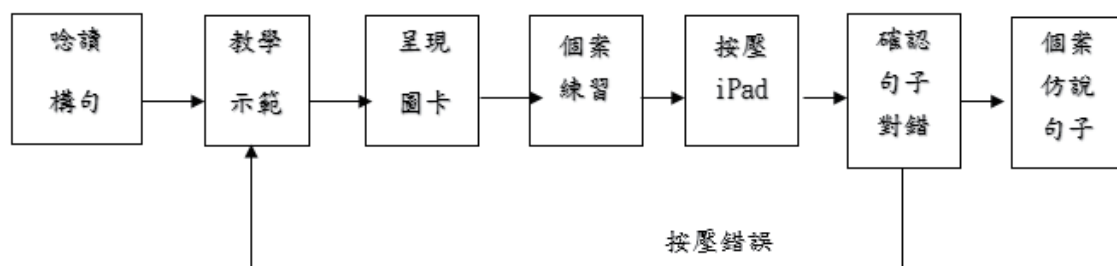 唸讀
構句
教學
示範
呈現
圖卡
個案
練習
按壓
iPad
確認
句子
對錯
個案
仿說
句子
按壓錯誤